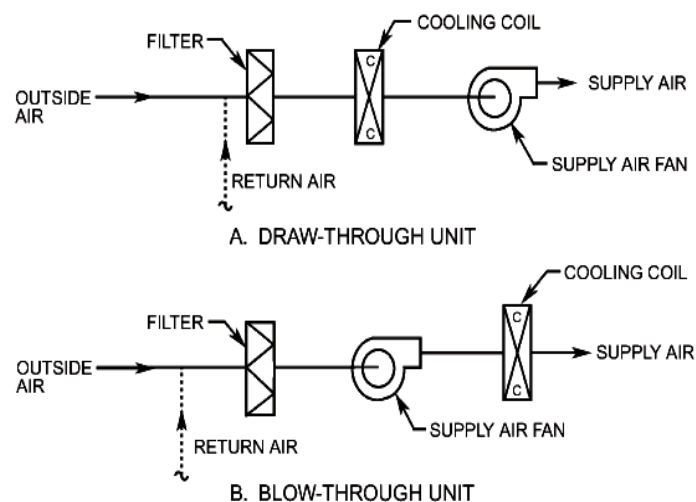 COOLING COIL
FILTER
C
OUTSIDE
AIR
SUPPLY AIR
C
SUPPLY AIR FAN
RETURN AIR
A. DRAW-THROUGH UNIT
COOLING COIL
FILTER
C
OUTSIDE
AIR
SUPPLY AIR
C
SUPPLY AIR FAN
RETURN AIR
B. BLOW-THROUGH UNIT